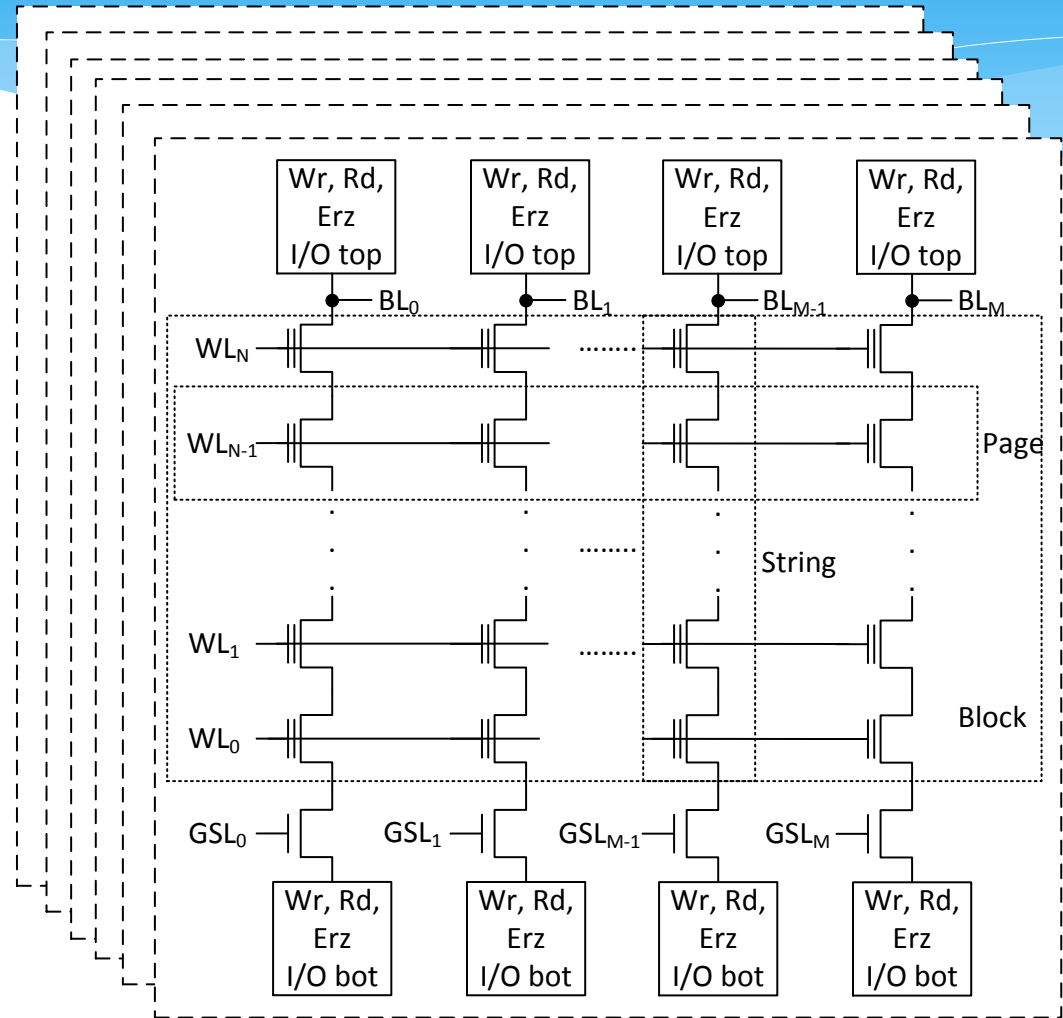 Wr, Rd,
Erz
I/O top
Wr, Rd,
Erz
I/O top
Wr, Rd,
Erz
I/O top
Wr, Rd,
Erz
I/O top
BL0
BL1
BLM-1
BLM
WLN
........
WLN-1
Page
........
String
WL1
........
WL0
Block
GSL0
GSL1
GSLM-1
GSLM
Wr, Rd,
Erz
I/O bot
Wr, Rd,
Erz
I/O bot
Wr, Rd,
Erz
I/O bot
Wr, Rd,
Erz
I/O bot